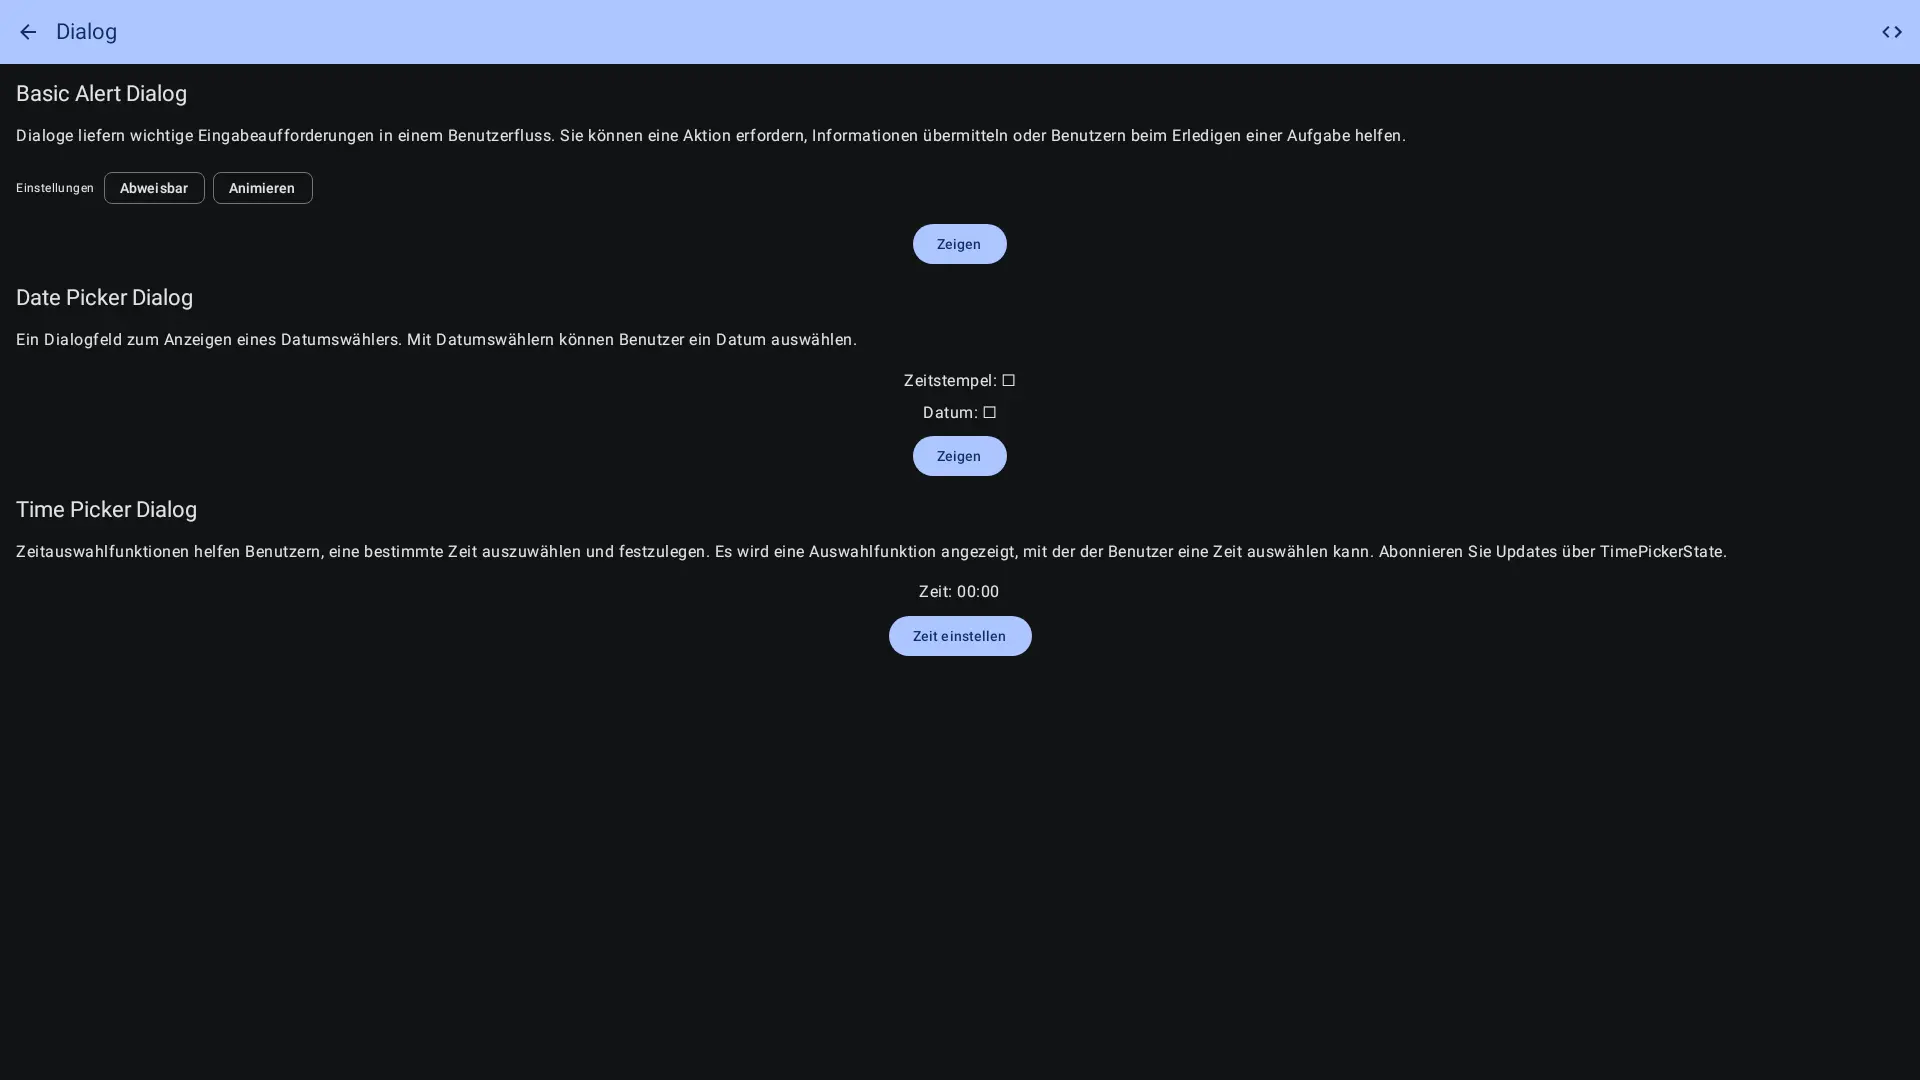 Dialog
Basic Alert Dialog
Dialoge liefern wichtige Eingabeaufforderungen in einem Benutzerfluss. Sie können eine Aktion erfordern, Informationen übermitteln oder Benutzern beim Erledigen einer Aufgabe helfen.
Einstellungen Abweisbar Animieren
Zeigen
Date Picker Dialog
Ein Dialogfeld zum Anzeigen eines Datumswählers. Mit Datumswählern können Benutzer ein Datum auswählen.
Zeitstempel: ☐
Datum: ☐
Zeigen
Time Picker Dialog
Zeitauswahlfunktionen helfen Benutzern, eine bestimmte Zeit auszuwählen und festzulegen. Es wird eine Auswahlfunktion angezeigt, mit der der Benutzer eine Zeit auswählen kann. Abonnieren Sie Updates über TimePickerState.
Zeit: 00:00
Zeit einstellen